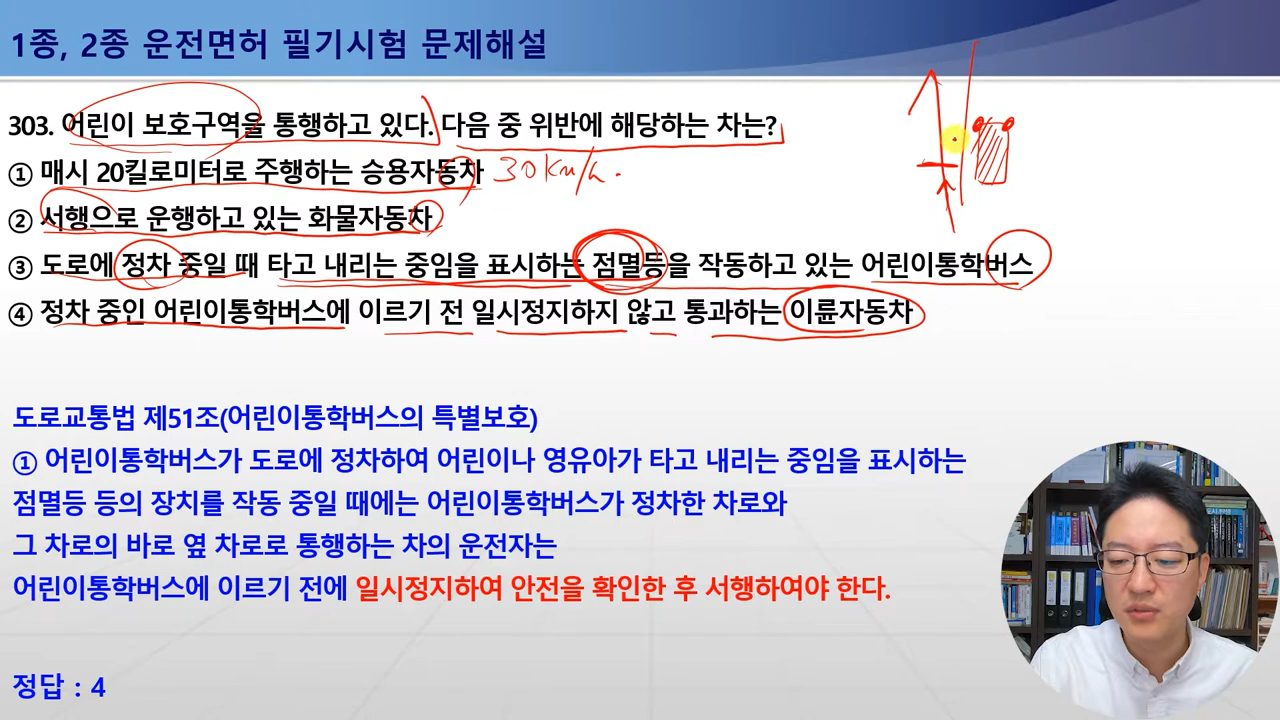 1종, 2종 운전면허 필기시험 문제해설
303. 어린이 보호구역을 통행하고 있다. 다음 중 위반에 해당하는 차는?
① 매시 20킬로미터로 주행하는 승용자동차 30km/h.
② 서행으로 운행하고 있는 화물자동차
③ 도로에 정차 중일 때 타고 내리는 중임을 표시하는 점멸등을 작동하고 있는 어린이통학버스
④ 정차 중인 어린이통학버스에 이르기 전 일시정지하지 않고 통과하는 이륜자동차
도로교통법 제51조(어린이통학버스의 특별보호)
① 어린이통학버스가 도로에 정차하여 어린이나 영유아가 타고 내리는 중임을 표시하는
점멸등 등의 장치를 작동 중일 때에는 어린이통학버스가 정차한 차로와
그 차로의 바로 옆 차로로 통행하는 차의 운전자는
어린이통학버스에 이르기 전에 일시정지하여 안전을 확인한 후 서행하여야 한다.
정답 : 4